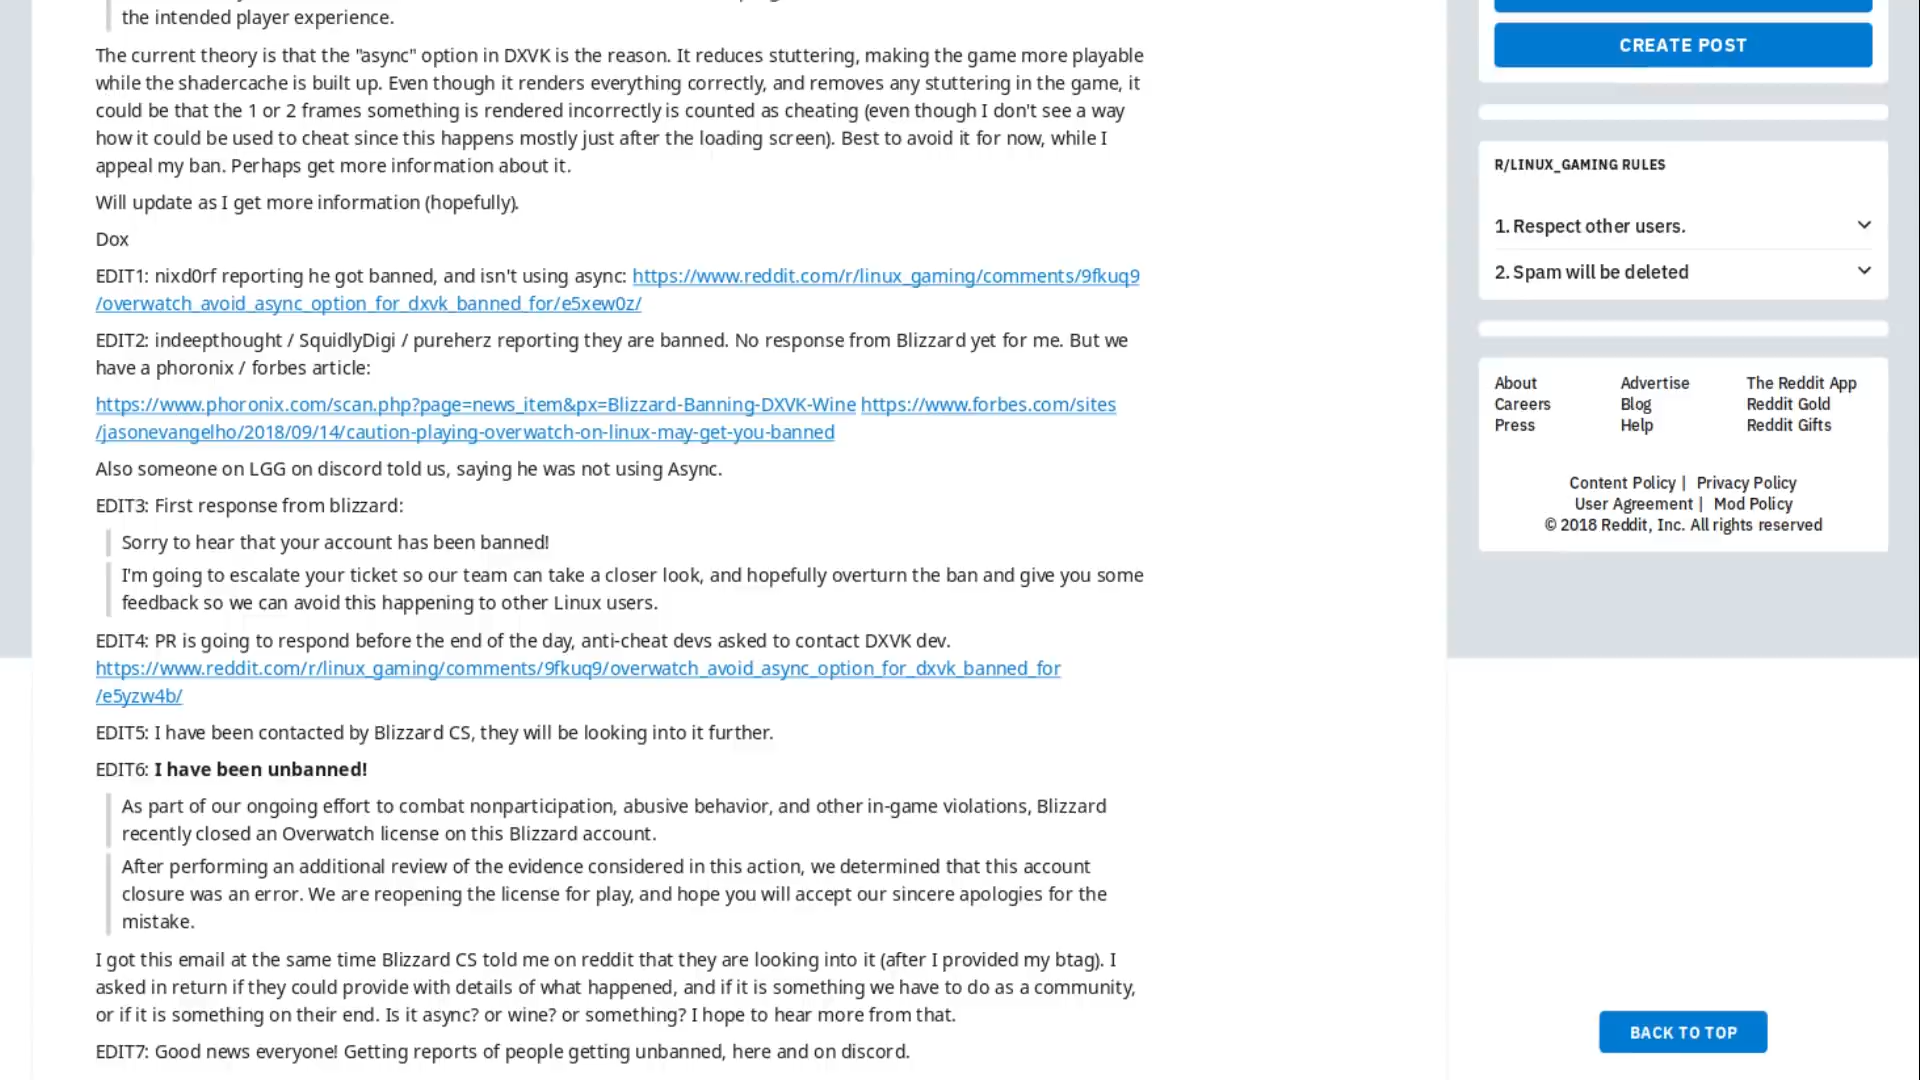 the intended player experience.
The current theory is that the "async" option in DXVK is the reason. It reduces stuttering, making the game more playable
while the shadercache is built up. Even though it renders everything correctly, and removes any stuttering in the game, it
could be that the 1 or 2 frames something is rendered incorrectly is counted as cheating (even though I don't see a way
how it could be used to cheat since this happens mostly just after the loading screen). Best to avoid it for now, while I
appeal my ban. Perhaps get more information about it.
Will update as I get more information (hopefully).
Dox
EDIT1: nixd0rf reporting he got banned, and isn't using async: https://www.reddit.com/r/linux_gaming/comments/9fkuq9
/overwatch_avoid_async_option_for_dxvk_banned_for/e5xew0z/
EDIT2: indeepthought / SquidlyDigi / pureherz reporting they are banned. No response from Blizzard yet for me. But we
have a phoronix / forbes article:
https://www.phoronix.com/scan.php?page=news_item&px=Blizzard-Banning-DXVK-Wine https://www.forbes.com/sites
/jasonevangelho/2018/09/14/caution-playing-overwatch-on-linux-may-get-you-banned
Also someone on LGG on discord told us, saying he was not using Async.
EDIT3: First response from blizzard:
Sorry to hear that your account has been banned!
I'm going to escalate your ticket so our team can take a closer look, and hopefully overturn the ban and give you some
feedback so we can avoid this happening to other Linux users.
EDIT4: PR is going to respond before the end of the day, anti-cheat devs asked to contact DXVK dev.
https://www.reddit.com/r/linux_gaming/comments/9fkuq9/overwatch_avoid_async_option_for_dxvk_banned_for
/e5yzw4b/
EDIT5: I have been contacted by Blizzard CS, they will be looking into it further.
EDIT6: I have been unbanned!
As part of our ongoing effort to combat nonparticipation, abusive behavior, and other in-game violations, Blizzard
recently closed an Overwatch license on this Blizzard account.
After performing an additional review of the evidence considered in this action, we determined that this account
closure was an error. We are reopening the license for play, and hope you will accept our sincere apologies for the
mistake.
I got this email at the same time Blizzard CS told me on reddit that they are looking into it (after I provided my btag). I
asked in return if they could provide with details of what happened, and if it is something we have to do as a community,
or if it is something on their end. Is it async? or wine? or something? I hope to hear more from that.
EDIT7: Good news everyone! Getting reports of people getting unbanned, here and on discord.
CREATE POST
R/LINUX_GAMING RULES
1. Respect other users.
2. Spam will be deleted
About Advertise The Reddit App
Careers Blog Reddit Gold
Press Help Reddit Gifts
Content Policy | Privacy Policy
User Agreement | Mod Policy
© 2018 Reddit, Inc. All rights reserved
BACK TO TOP